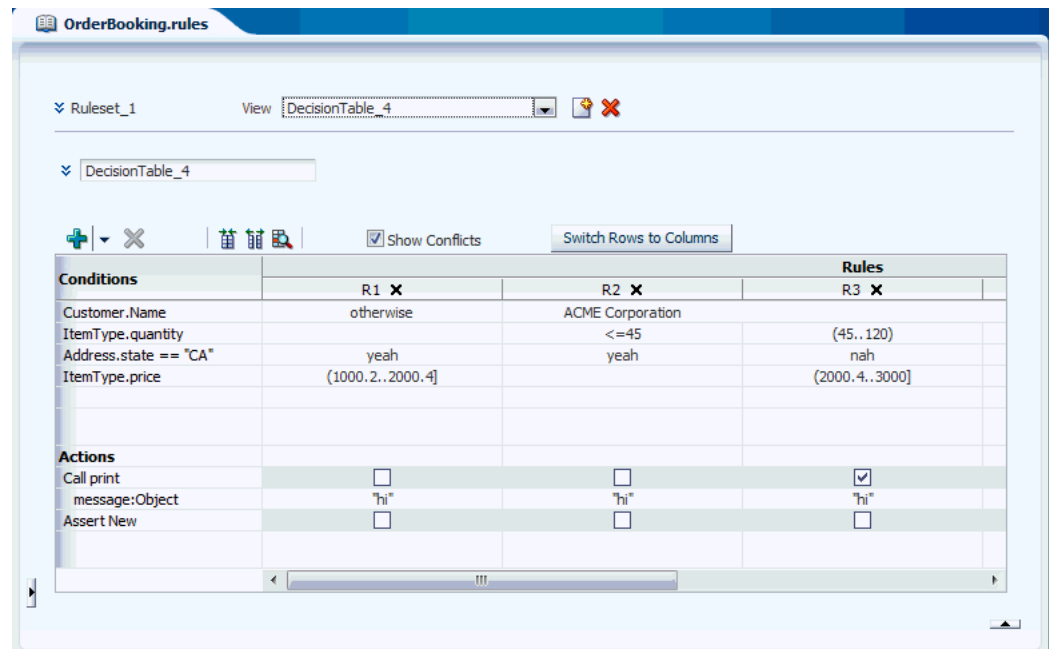 OrderBooking.rules
Ruleset_1 View DecisionTable_4
DecisionTable_4
Show Conflicts Switch Rows to Columns
Conditions Rules
R1 R2 R3
Customer.Name otherwise ACME Corporation
ItemType.quantity <=45 (45..120)
Address.state == "CA" yeah yeah nah
ItemType.price (1000.2..2000.4] (2000.4..3000]
Actions
Call print
message:Object "hi" "hi" "hi"
Assert New